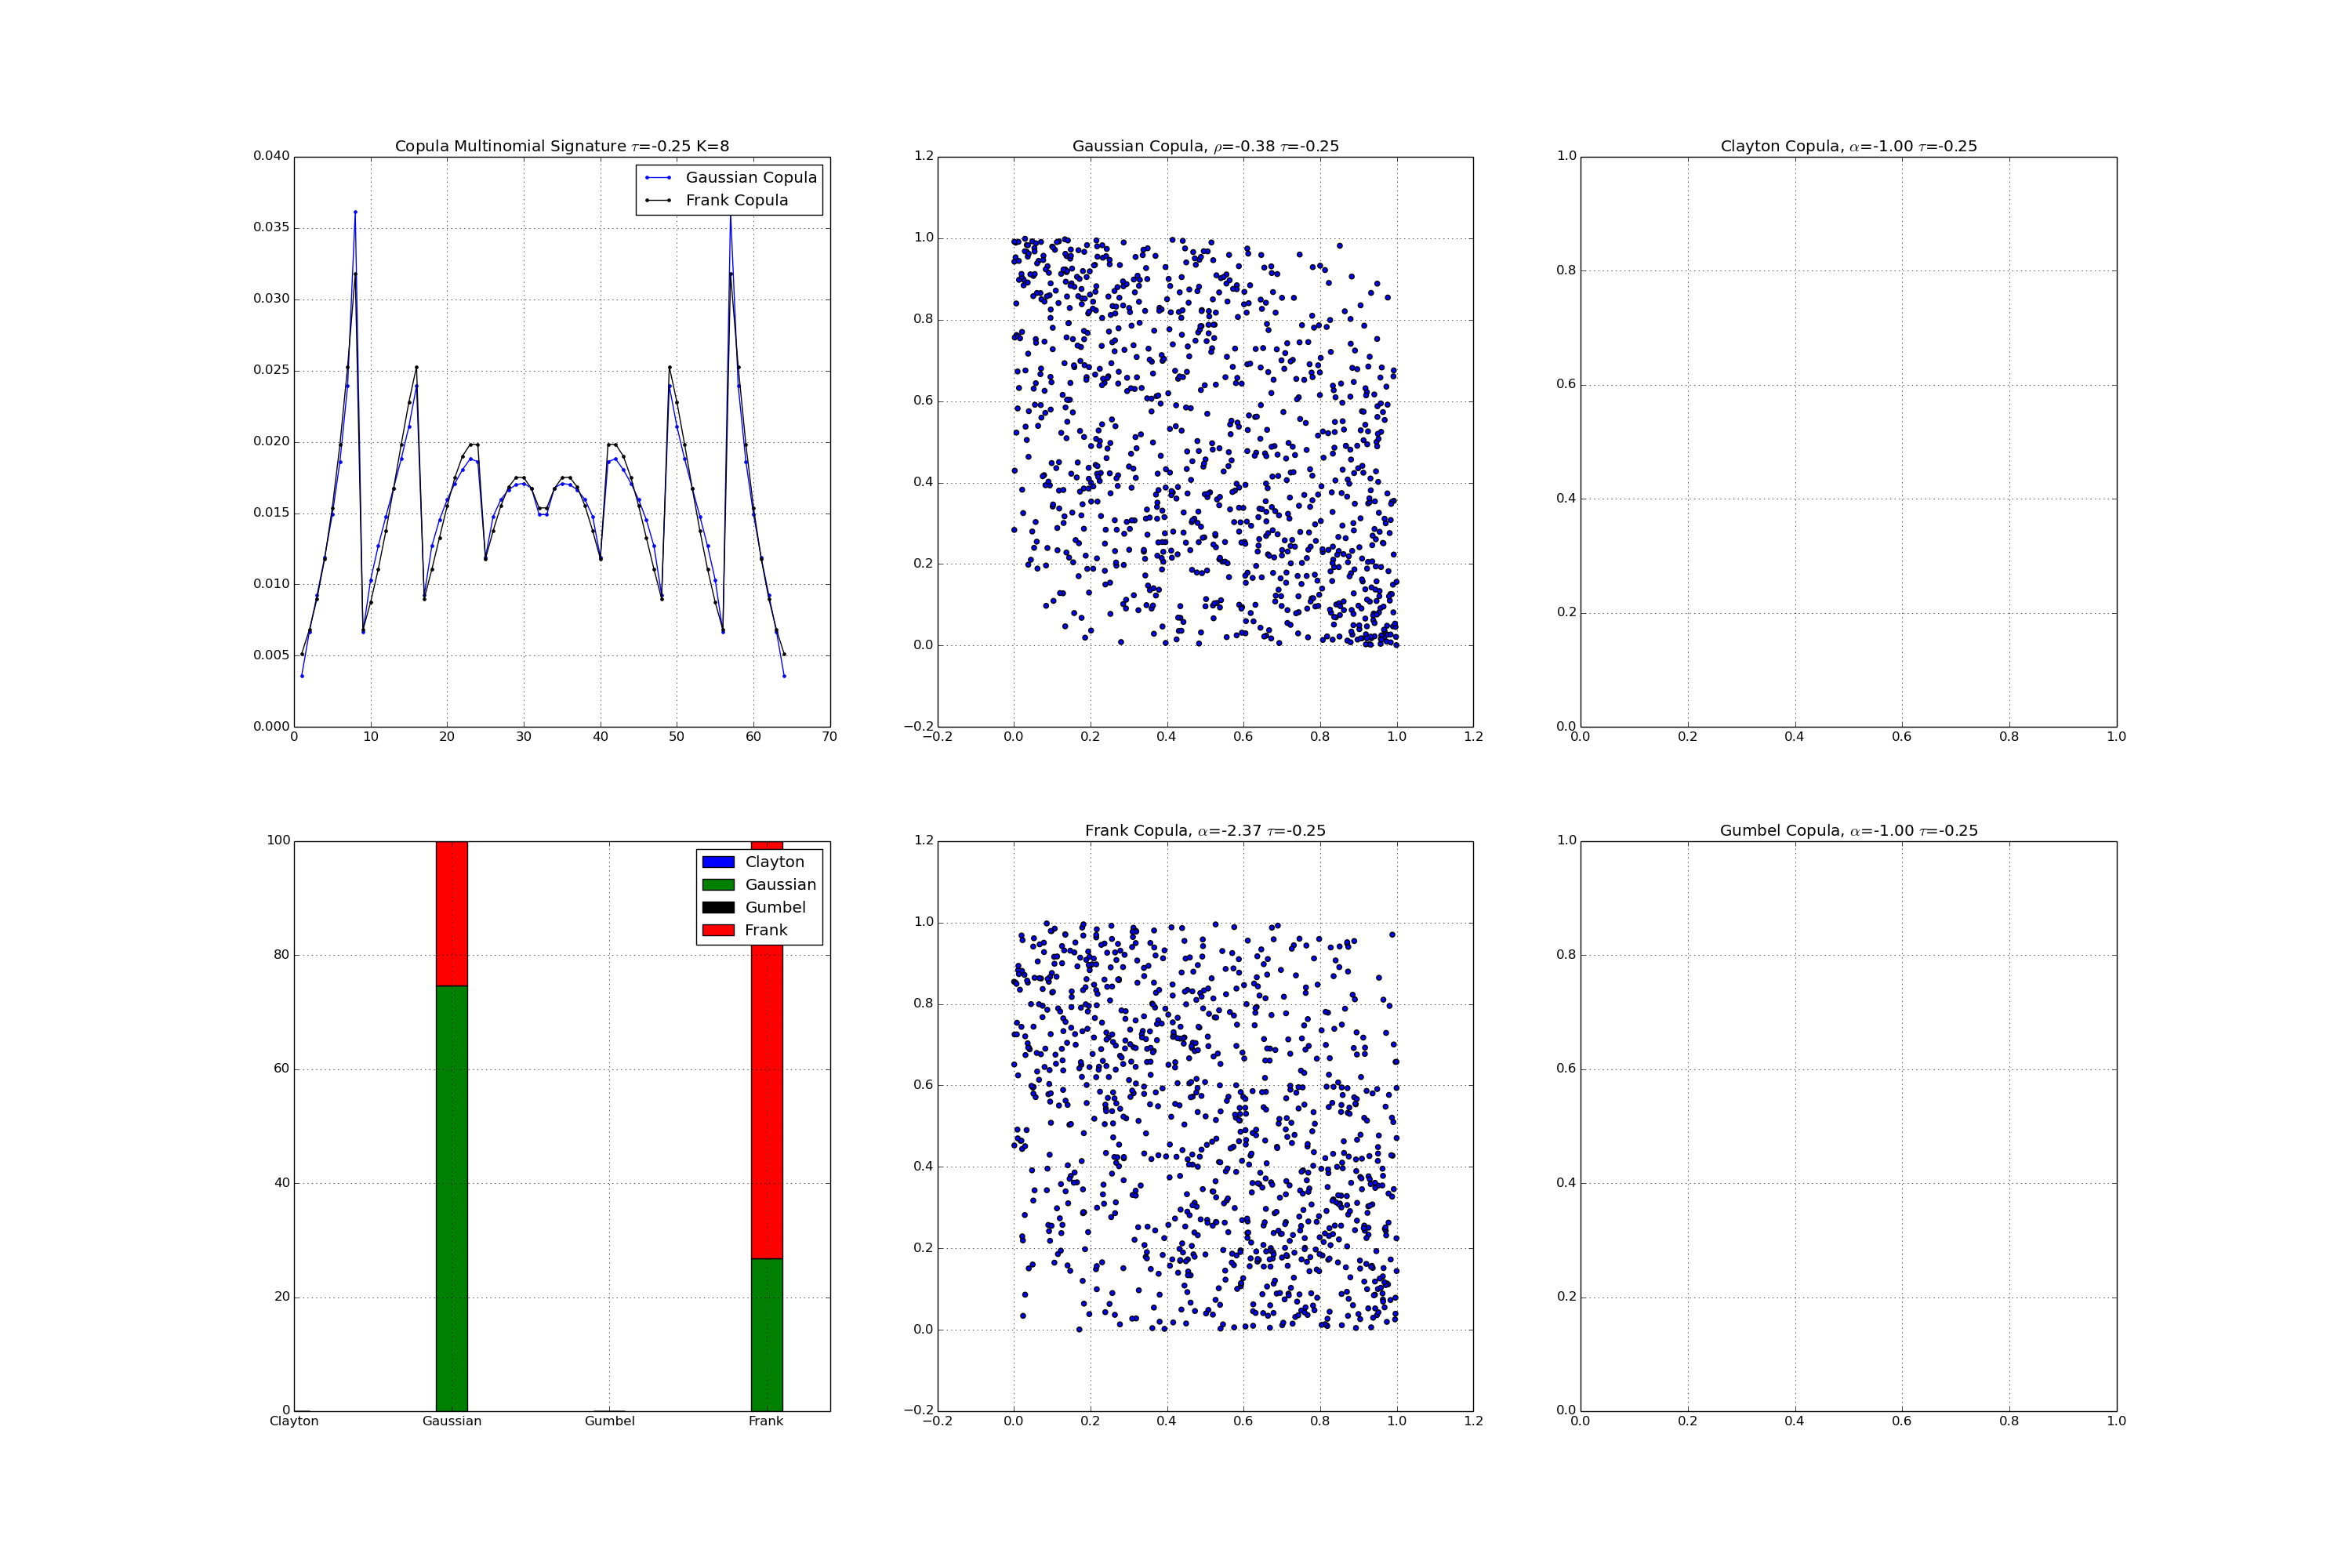 Copula Multinomial Signature τ=-0.25 K=8
0.040
0.035
0.030
0.025
0.020
0.015
0.010
0.005
0.000
0 10 20 30 40 50 60 70
Gaussian Copula
Frank Copula
Gaussian Copula, ρ=-0.38 τ=-0.25
1.2
1.0
0.8
0.6
0.4
0.2
0.0
−0.2
−0.2 0.0 0.2 0.4 0.6 0.8 1.0 1.2
Clayton Copula, α=-1.00 τ=-0.25
1.0
0.8
0.6
0.4
0.2
0.0
0.0 0.2 0.4 0.6 0.8 1.0
100
80
60
40
20
0
Clayton Gaussian Gumbel Frank
Clayton
Gaussian
Gumbel
Frank
Frank Copula, α=-2.37 τ=-0.25
1.2
1.0
0.8
0.6
0.4
0.2
0.0
−0.2
−0.2 0.0 0.2 0.4 0.6 0.8 1.0 1.2
Gumbel Copula, α=-1.00 τ=-0.25
1.0
0.8
0.6
0.4
0.2
0.0
0.0 0.2 0.4 0.6 0.8 1.0